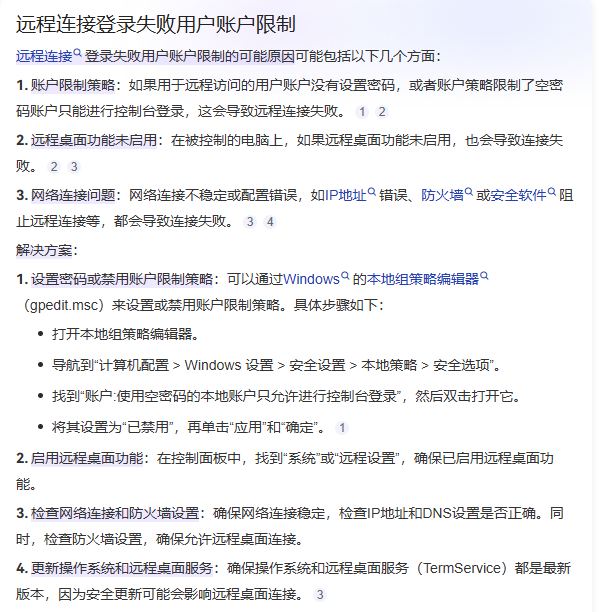 远程连接登录失败用户账户限制
远程连接登录失败用户账户限制的可能原因可能包括以下几个方面：
1. 账户限制策略：如果用于远程访问的用户账户没有设置密码，或者账户策略限制了空密
码账户只能进行控制台登录，这会导致远程连接失败。 1 2
2. 远程桌面功能未启用：在被控制的电脑上，如果远程桌面功能未启用，也会导致连接失
败。 2 3
3. 网络连接问题：网络连接不稳定或配置错误，如IP地址错误、防火墙或安全软件阻
止远程连接等，都会导致连接失败。 3 4
解决方案：
1. 设置密码或禁用账户限制策略：可以通过Windows的本地组策略编辑器
（gpedit.msc）来设置或禁用账户限制策略。具体步骤如下：
• 打开本地组策略编辑器。
• 导航到“计算机配置 > Windows 设置 > 安全设置 > 本地策略 > 安全选项”。
• 找到“账户:使用空密码的本地账户只允许进行控制台登录”，然后双击打开它。
• 将其设置为“已禁用”，再单击“应用”和“确定”。 1
2. 启用远程桌面功能：在控制面板中，找到“系统”或“远程设置”，确保已启用远程桌面功
能。
3. 检查网络连接和防火墙设置：确保网络连接稳定，检查IP地址和DNS设置是否正确。同
时，检查防火墙设置，确保允许远程桌面连接。
4. 更新操作系统和远程桌面服务：确保操作系统和远程桌面服务（TermService）都是最新
版本，因为安全更新可能会影响远程桌面连接。 3